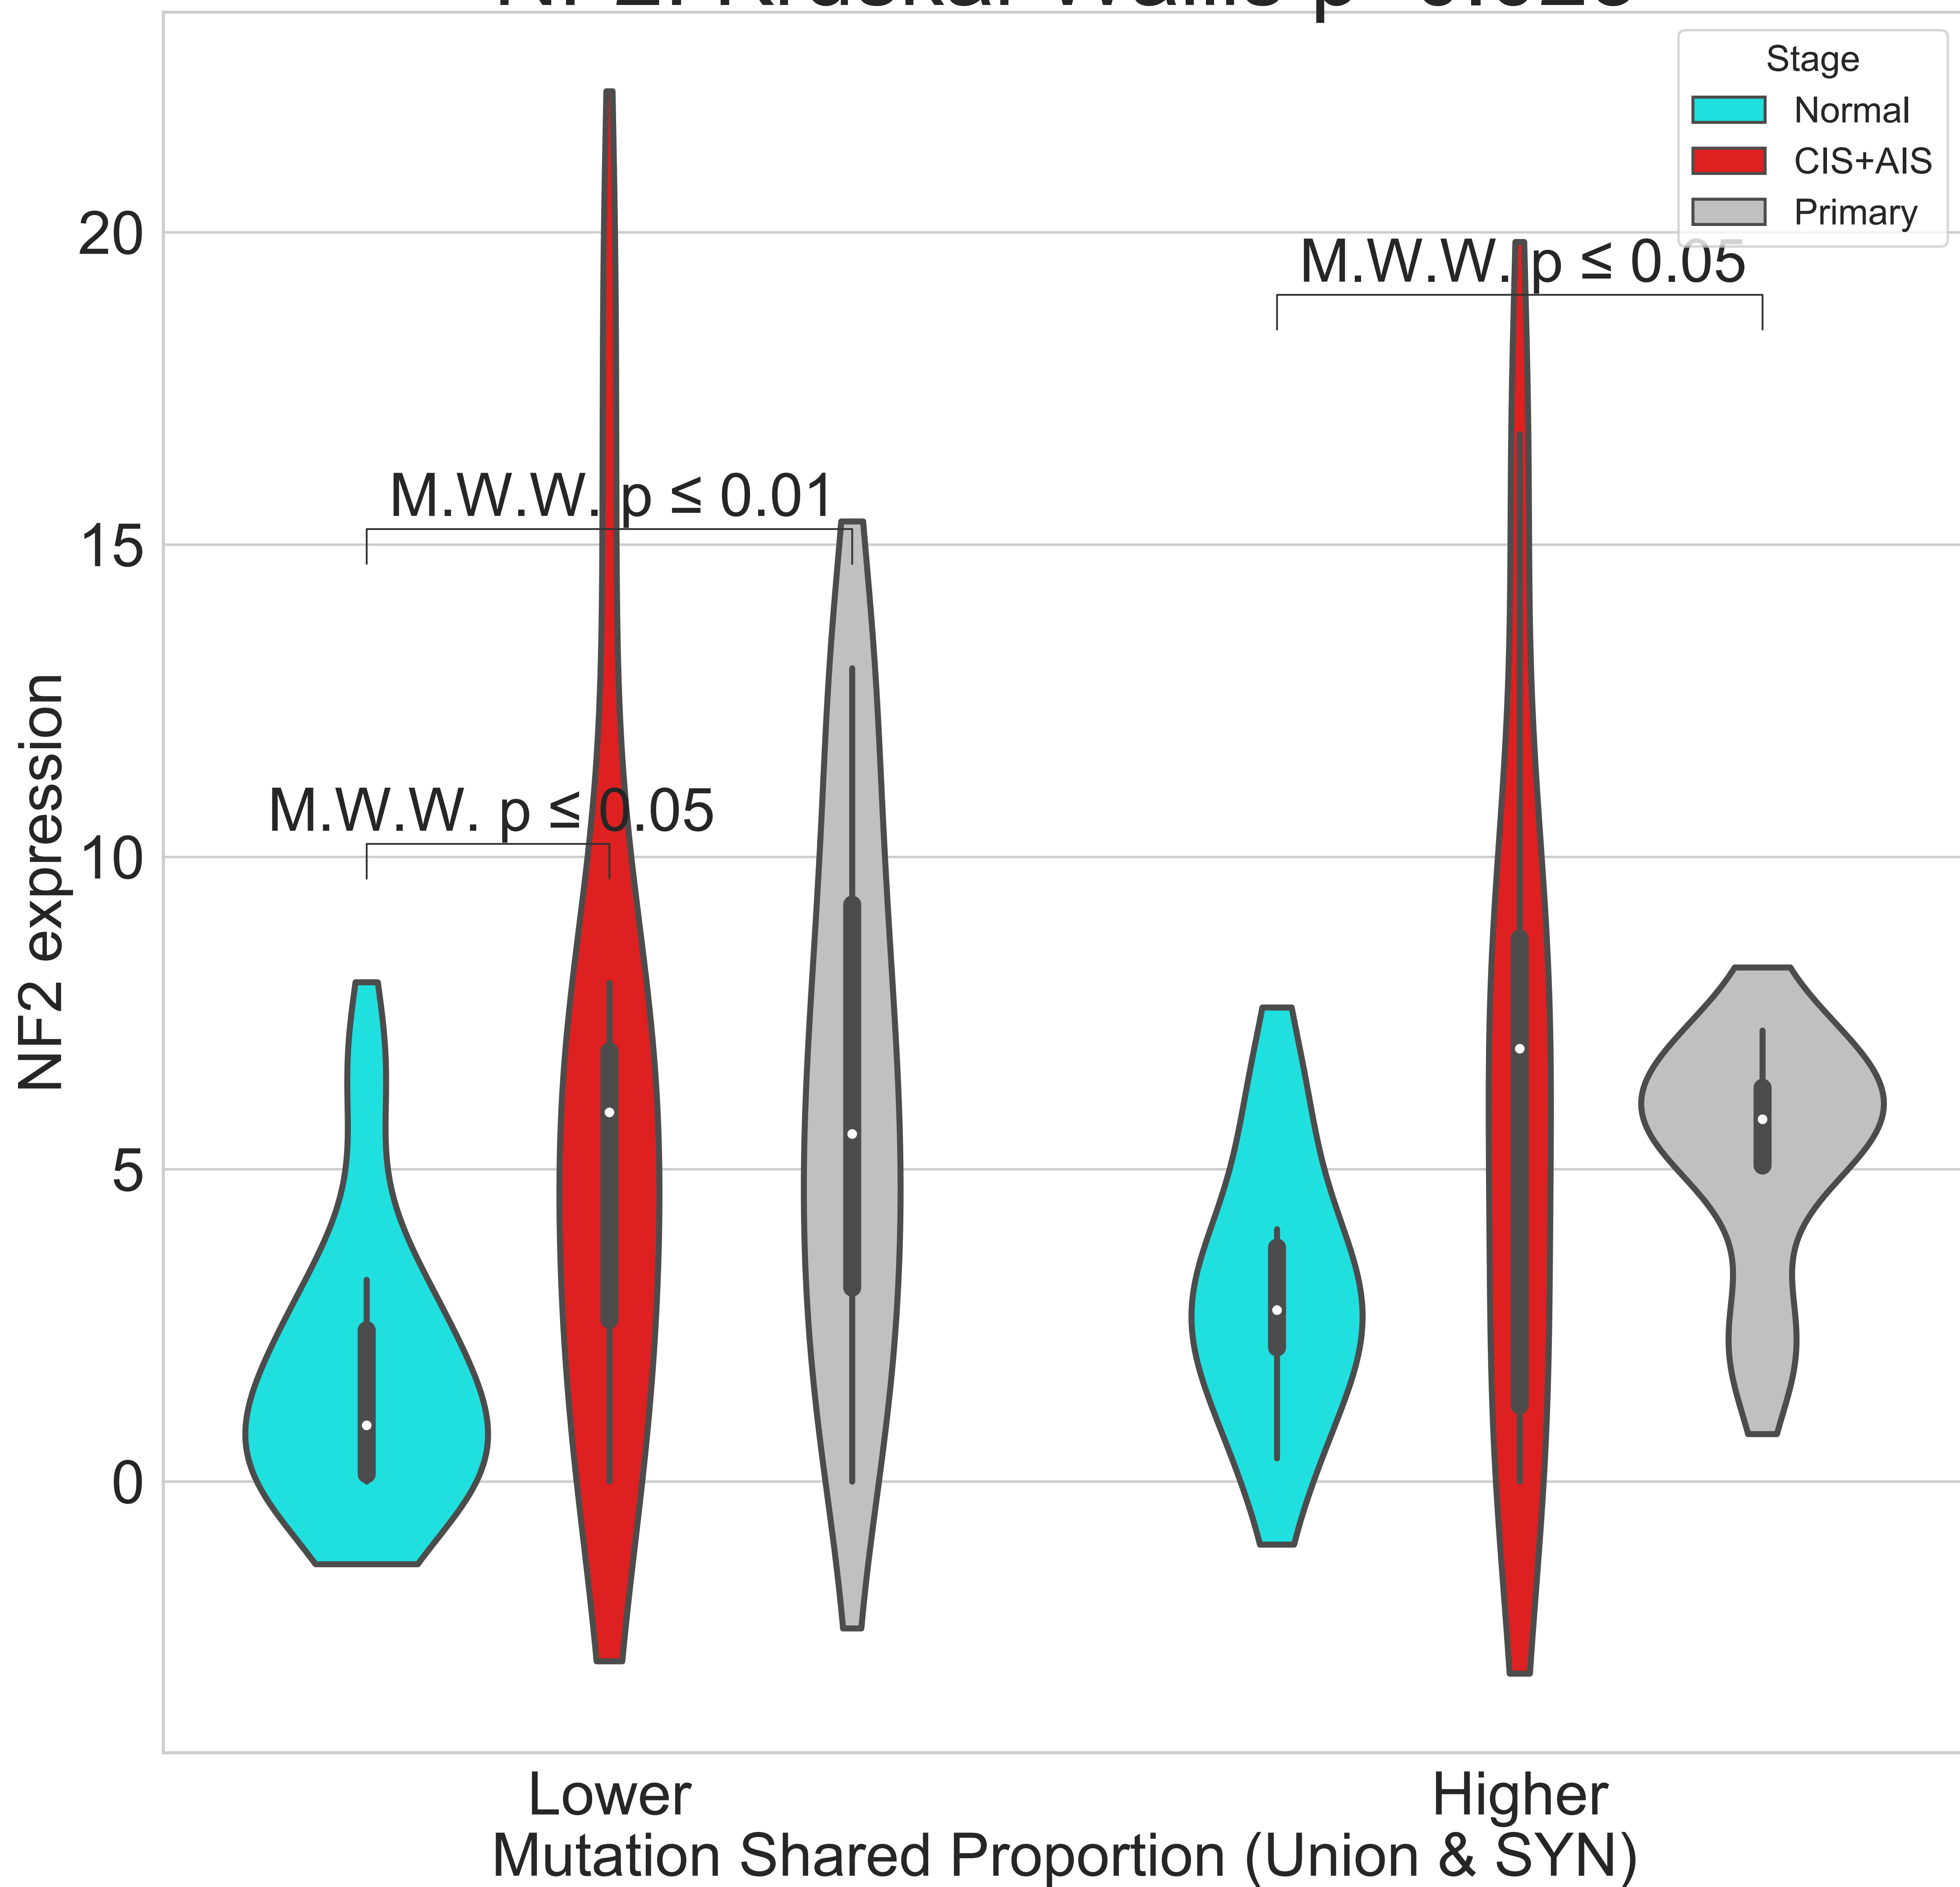 Stage
Normal
CIS+AIS
Primary
20
M.W.W. p ≤ 0.05
M.W.W. p ≤ 0.01
15
M.W.W. p ≤ 0.05
10
5
0
NF2 expression
Lower
Higher
Mutation Shared Proportion (Union & SYN)